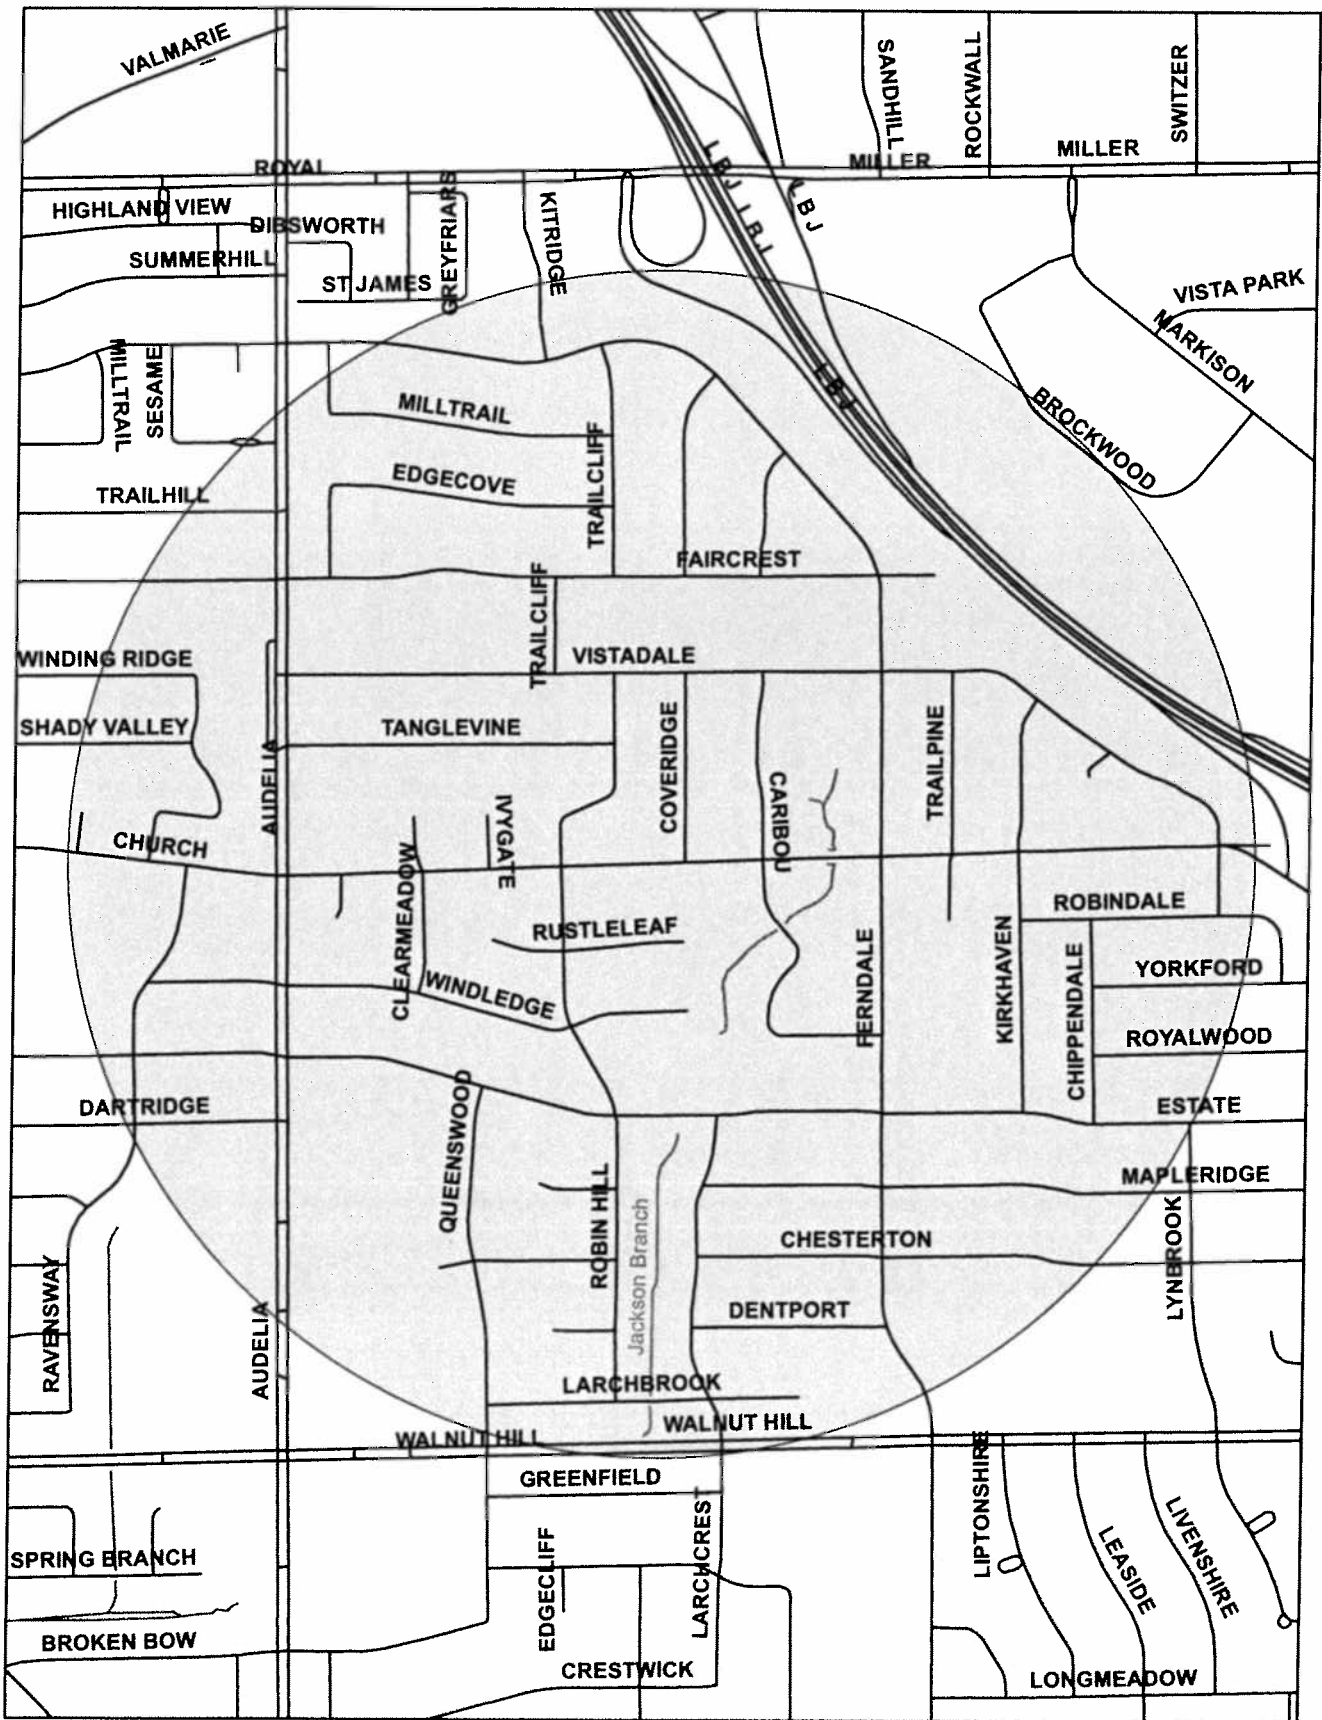 VALMARIE
SANDHILL
ROCKWALL
SWITZER
MILLER
MILLER
ROYAL
LBJ
LBJ
LBJ
HIGHLAND VIEW
DIBSWORTH
GREYFRIARS
KITRIDGE
SUMMERHILL
ST JAMES
VISTA PARK
MARKISON
MILLTRAIL
SESAME
LBJ
MILLTRAIL
BROCKWOOD
EDGECOVE
TRAILCLIFF
TRAILHILL
FAIRCREST
TRAILCLIFF
WINDING RIDGE
VISTADALE
SHADY VALLEY
TANGLEVINE
COVERIDGE
TRAILPINE
AUDELIA
CARIBOU
IVYGATE
CHURCH
CLEARMEADOW
ROBINDALE
RUSTLELEAF
FERNDALE
KIRKHAVEN
CHIPPENDALE
YORKFORD
WINDLEDGE
ROYALWOOD
DARTRIDGE
ESTATE
QUEENSWOOD
MAPLERIDGE
ROBIN HILL
Jackson Branch
CHESTERTON
LYNBROOK
RAVENSWAY
AUDELIA
DENTPORT
LARCHBROOK
WALNUT HILL
WALNUT HILL
GREENFIELD
LIPTONSHIRE
LARCHCREST
LEASIDE
LIVENSHIRE
SPRING BRANCH
EDGECLIFF
BROKEN BOW
CRESTWICK
LONGMEADOW